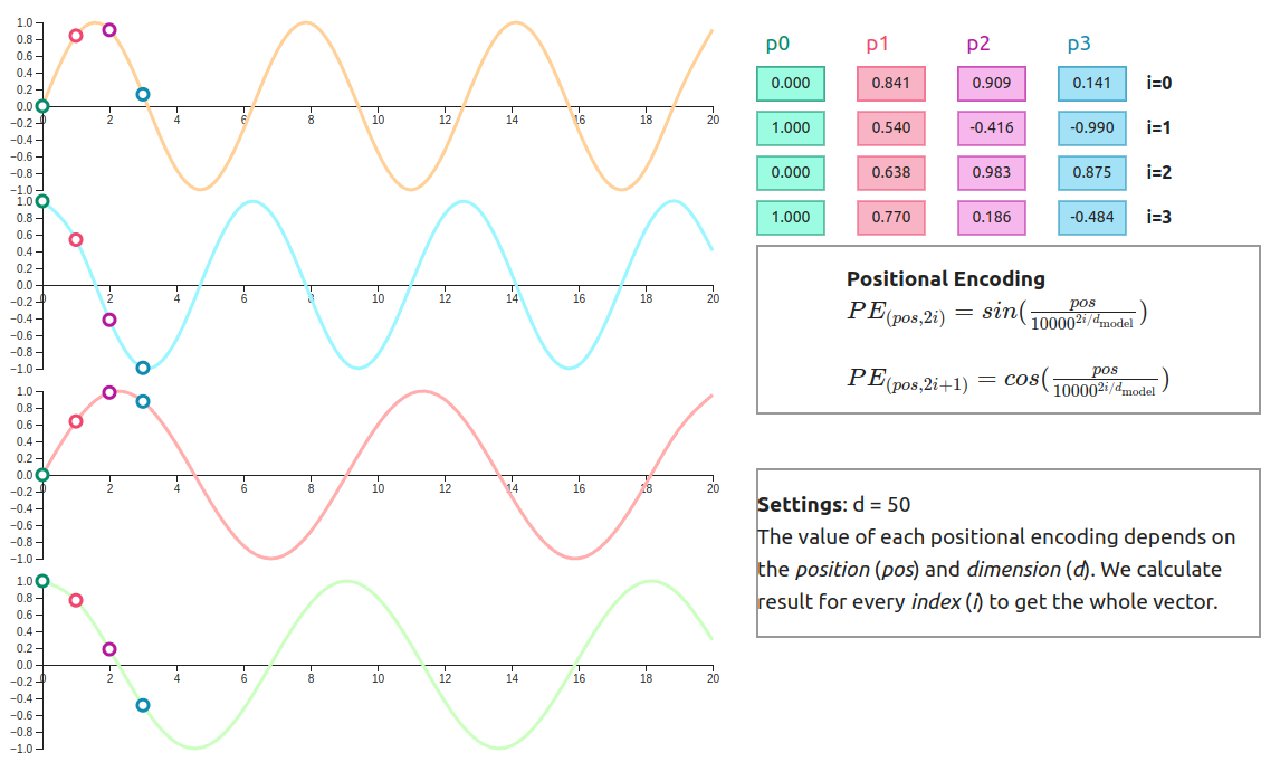 1.0
0.8
0.6
0.4
0.2
0.0
−0.2
−0.4
−0.6
−0.8
−1.0
0 2 4 6 8 10 12 14 16 18 20
1.0
0.8
0.6
0.4
0.2
0.0
−0.2
−0.4
−0.6
−0.8
−1.0
0 2 4 6 8 10 12 14 16 18 20
1.0
0.8
0.6
0.4
0.2
0.0
−0.2
−0.4
−0.6
−0.8
−1.0
0 2 4 6 8 10 12 14 16 18 20
1.0
0.8
0.6
0.4
0.2
0.0
−0.2
−0.4
−0.6
−0.8
−1.0
0 2 4 6 8 10 12 14 16 18 20
p0 p1 p2 p3
0.000 0.841 0.909 0.141 i=0
1.000 0.540 -0.416 -0.990 i=1
0.000 0.638 0.983 0.875 i=2
1.000 0.770 0.186 -0.484 i=3
Positional Encoding
PE(pos,2i) = sin(pos/10000^2i/dmodel)
PE(pos,2i+1) = cos(pos/10000^2i/dmodel)
Settings: d = 50
The value of each positional encoding depends on
the position (pos) and dimension (d). We calculate
result for every index (i) to get the whole vector.